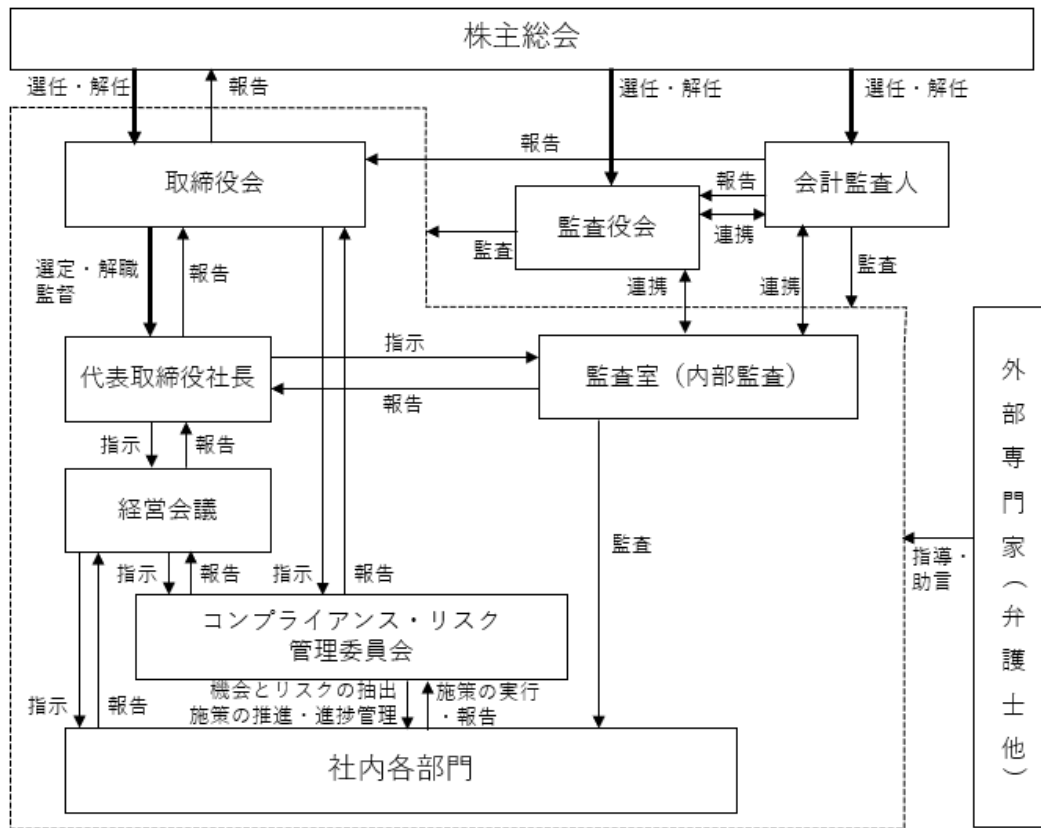 株主総会
選任・解任
報告
選任・解任
選任・解任
取締役会
報告
会計監査人
報告
監査役会
連携
監査
監査
選定・解職
監督
報告
連携
連携
代表取締役社長
指示
報告
監査室（内部監査）
指示
報告
経営会議
監査
指示
報告
指示
報告
コンプライアンス・リスク
管理委員会
機会とリスクの抽出
施策の推進・進捗管理
施策の実行
・報告
指示
報告
社内各部門
指導・
助言
外部専門家（弁護士他）